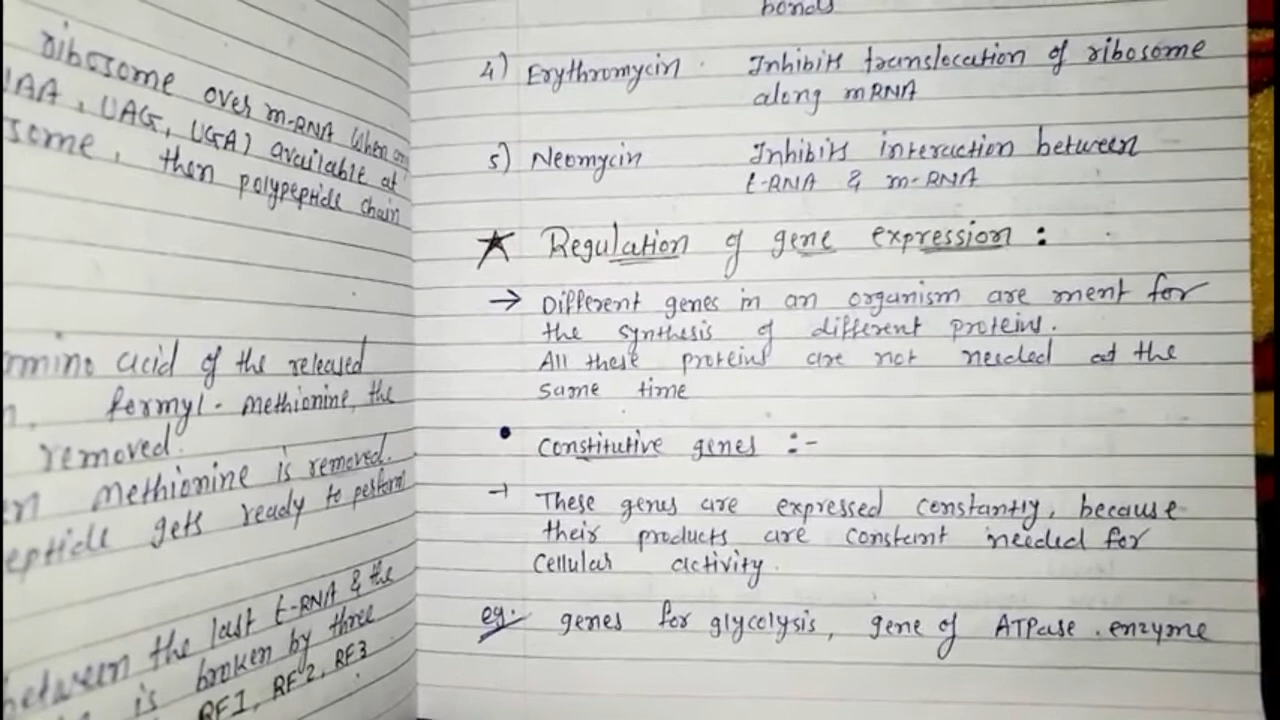 ribosome over m-RNA (When
UAG, UGA) available at
some, then polypeptide chain
acid of the released
formyl - methionine, the
removed.
methionine is removed.
gets ready to perform
between the last t-RNA & the
is broken by three
RF1, RF2, RF3
bonds
4) Erythromycin Inhibits translocation of ribosome
along mRNA
5) Neomycin Inhibits interaction between
t-RNA & m-RNA
★ Regulation of gene expression :
→ Different genes in an organism are ment for
the synthesis of different proteins.
All these proteins are not needed at the
same time
• Constitutive genes :-
→ These genes are expressed constantly, because
their products are constant needed for
Cellular activity.
eg. genes for glycolysis, gene of ATPase enzyme